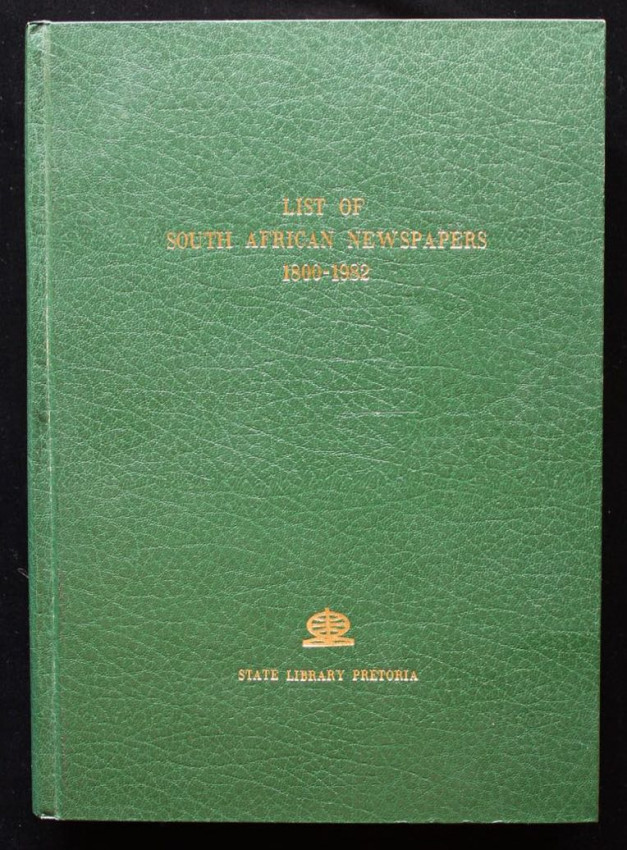 LIST OF
SOUTH AFRICAN NEWSPAPERS
1800-1982
STATE LIBRARY PRETORIA